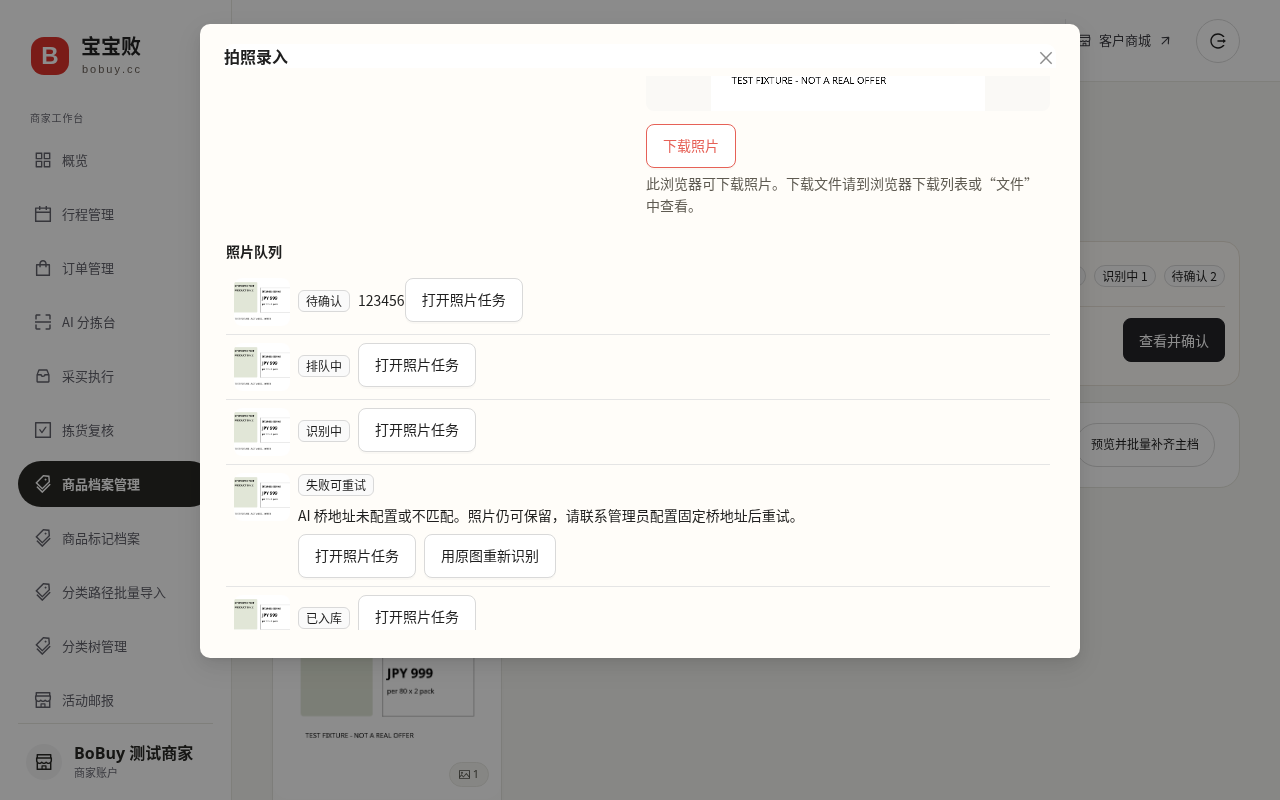 B
宝宝败
bobuy.cc
商家工作台
概览
行程管理
订单管理
AI 分拣台
采买执行
拣货复核
商品档案管理
商品标记档案
分类路径批量导入
分类树管理
活动邮报
BoBuy 测试商家
商家账户
客户商城
识别中 1
待确认 2
查看并确认
预览并批量补齐主档
拍照录入
TEST FIXTURE - NOT A REAL OFFER
下载照片
此浏览器可下载照片。下载文件请到浏览器下载列表或“文件”
中查看。
照片队列
待确认 123456 打开照片任务
JPY 999
排队中 打开照片任务
JPY 999
识别中 打开照片任务
JPY 999
失败可重试
JPY 999
AI 桥地址未配置或不匹配。照片仍可保留，请联系管理员配置固定桥地址后重试。
打开照片任务 用原图重新识别
已入库 打开照片任务
JPY 999
JPY 999
per 80 x 2 pack
TEST FIXTURE - NOT A REAL OFFER
1